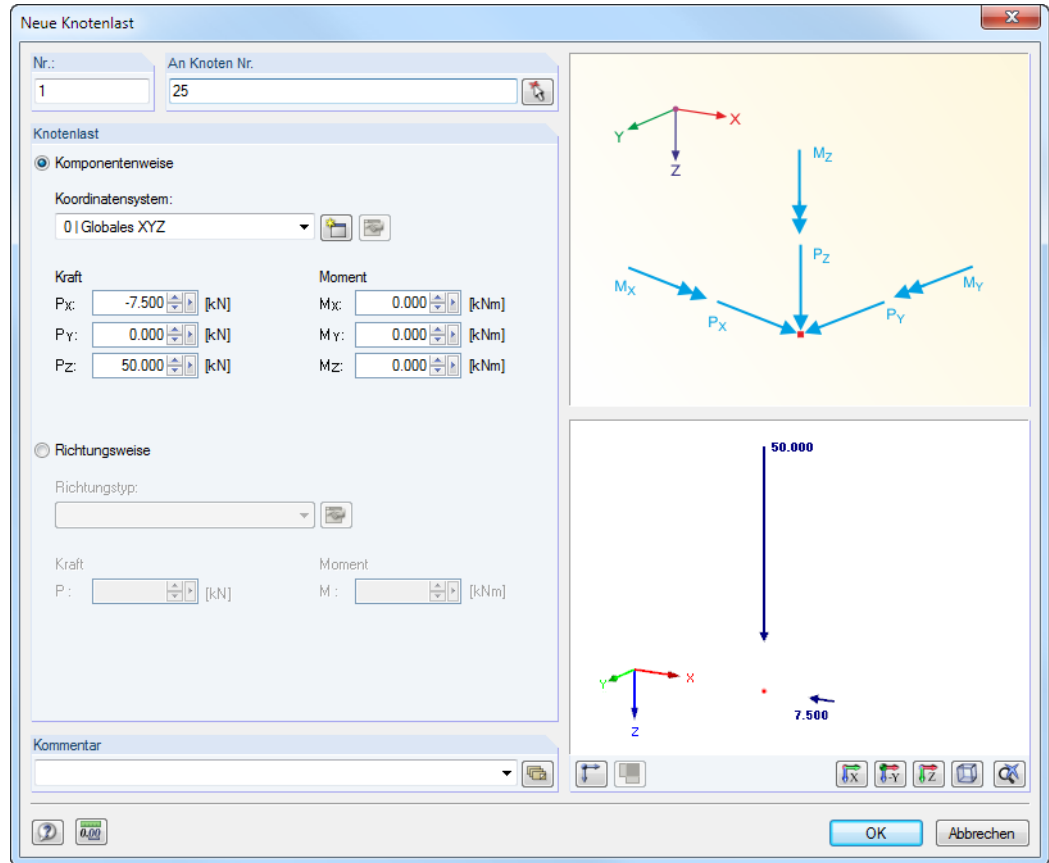 Neue Knotenlast
x
Nr.:
An Knoten Nr.
1
25
Knotenlast
Komponentenweise
Koordinatensystem:
0 | Globales XYZ
Kraft
Moment
PX: -7.500 [kN]
MX: 0.000 [kNm]
PY: 0.000 [kN]
MY: 0.000 [kNm]
PZ: 50.000 [kN]
MZ: 0.000 [kNm]
Richtungsweise
Richtungstyp:
Kraft
Moment
P : [kN]
M : [kNm]
Kommentar
X
Y
Z
MZ
PZ
MX
MY
PX
PY
50.000
Y
X
7.500
Z
X
-Y
Z
0.00
OK
Abbrechen